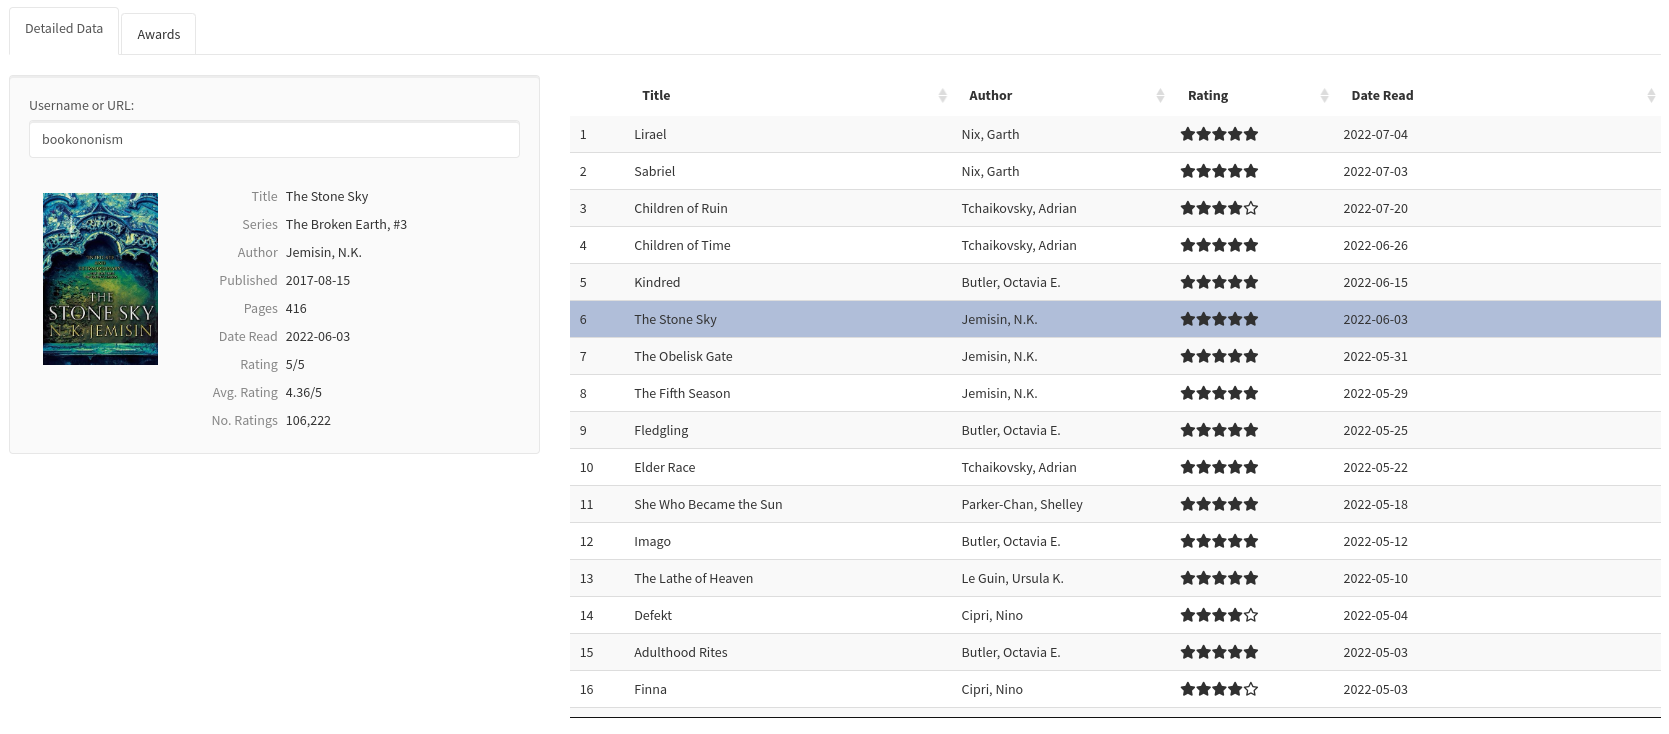 Detailed Data
Awards
Username or URL:
bookononism
THE
STONE SKY
N. K. JEMISIN
Title The Stone Sky
Series The Broken Earth, #3
Author Jemisin, N.K.
Published 2017-08-15
Pages 416
Date Read 2022-06-03
Rating 5/5
Avg. Rating 4.36/5
No. Ratings 106,222
Title Author Rating Date Read
1 Lirael Nix, Garth ★★★★★ 2022-07-04
2 Sabriel Nix, Garth ★★★★★ 2022-07-03
3 Children of Ruin Tchaikovsky, Adrian ★★★★☆ 2022-07-20
4 Children of Time Tchaikovsky, Adrian ★★★★★ 2022-06-26
5 Kindred Butler, Octavia E. ★★★★★ 2022-06-15
6 The Stone Sky Jemisin, N.K. ★★★★★ 2022-06-03
7 The Obelisk Gate Jemisin, N.K. ★★★★★ 2022-05-31
8 The Fifth Season Jemisin, N.K. ★★★★★ 2022-05-29
9 Fledgling Butler, Octavia E. ★★★★★ 2022-05-25
10 Elder Race Tchaikovsky, Adrian ★★★★★ 2022-05-22
11 She Who Became the Sun Parker-Chan, Shelley ★★★★★ 2022-05-18
12 Imago Butler, Octavia E. ★★★★★ 2022-05-12
13 The Lathe of Heaven Le Guin, Ursula K. ★★★★★ 2022-05-10
14 Defekt Cipri, Nino ★★★★☆ 2022-05-04
15 Adulthood Rites Butler, Octavia E. ★★★★★ 2022-05-03
16 Finna Cipri, Nino ★★★★☆ 2022-05-03